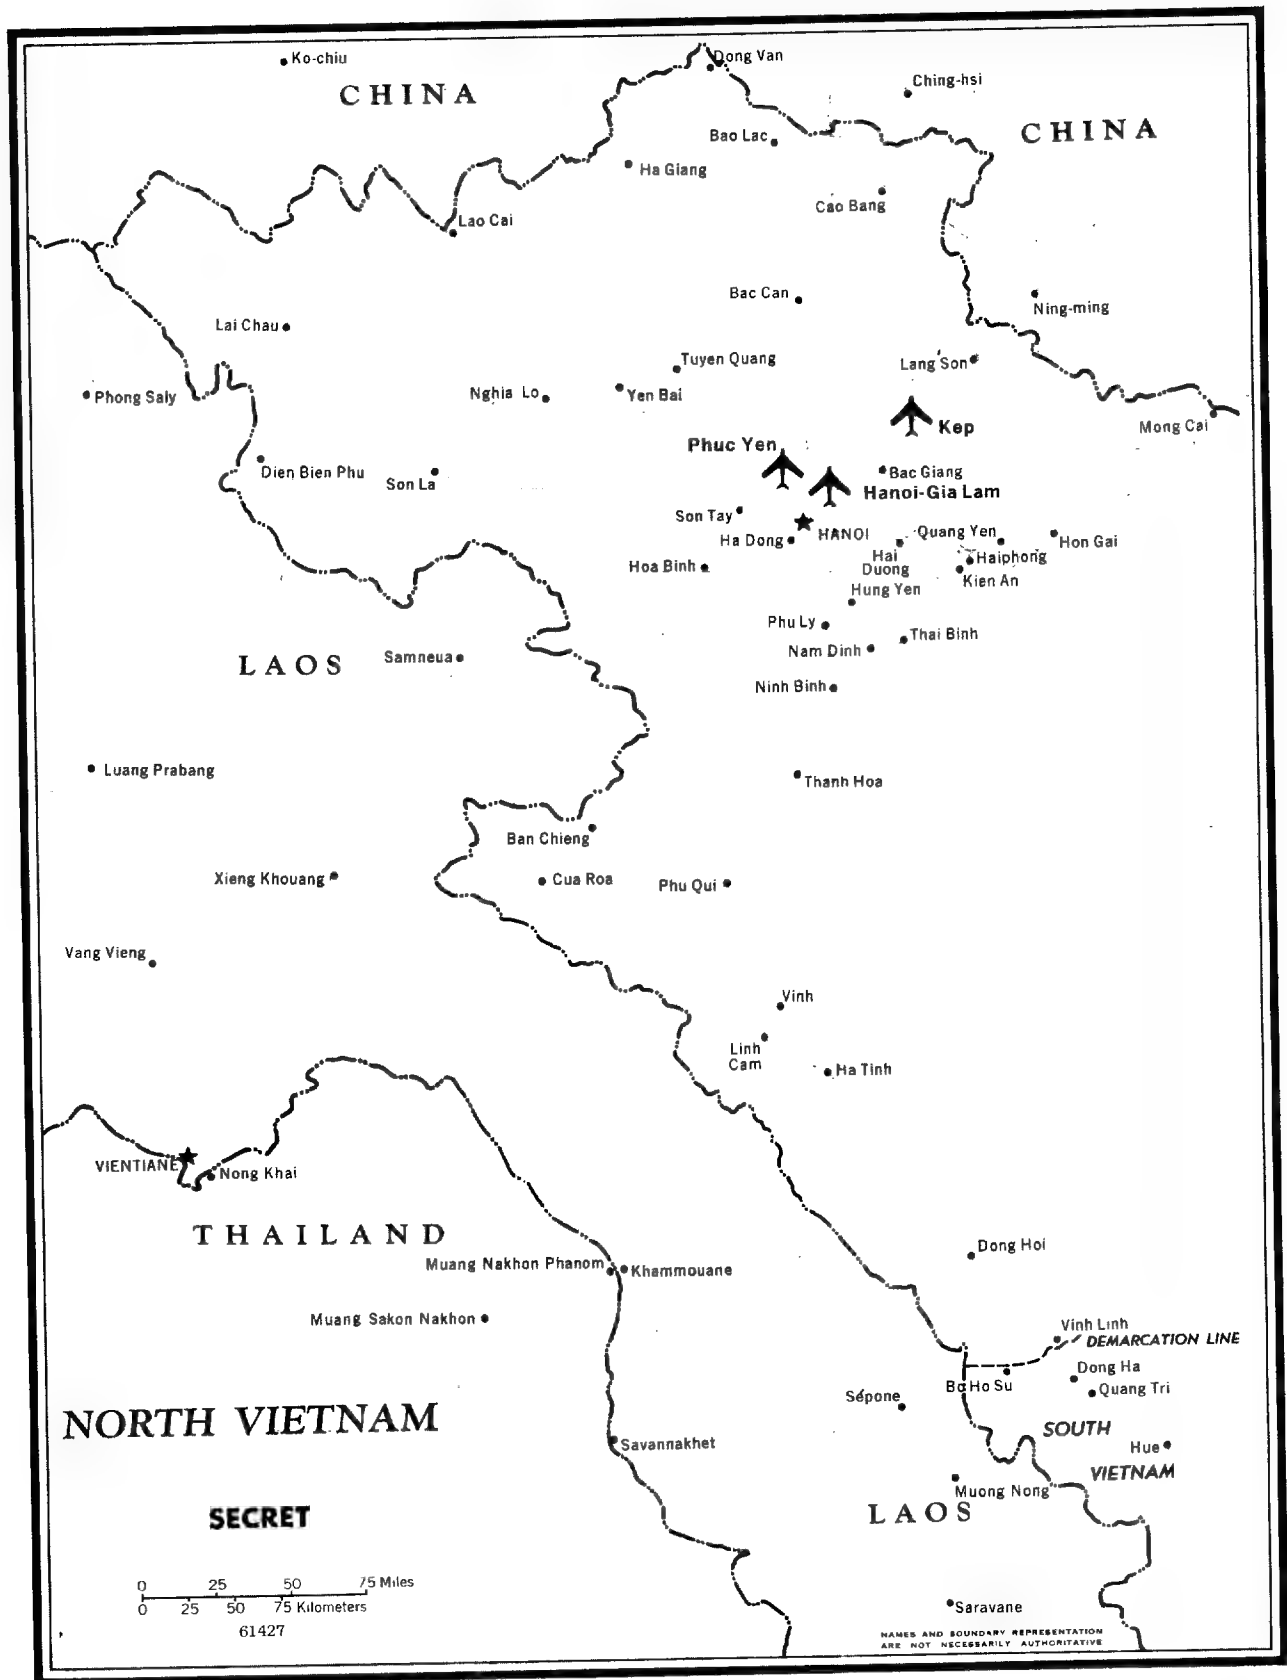 Ko-chiu
Dong Van
Ching-hsi
CHINA
CHINA
Bao Lac
Ha Giang
Cao Bang
Lao Cai
Bac Can
Ning-ming
Lai Chau
Tuyen Quang
Lang Son
Phong Saly
Nghia Lo
Yen Bai
Kep
Mong Cai
Phuc Yen
Dien Bien Phu
Son La
Bac Giang
Hanoi-Gia Lam
Son Tay
Ha Dong
HANOI
Quang Yen
Hon Gai
Hai
Duong
Haiphong
Hoa Binh
Kien An
Hung Yen
Phu Ly
Thai Binh
Nam Dinh
LAOS
Samneua
Ninh Binh
Luang Prabang
Thanh Hoa
Ban Chieng
Xieng Khouang
Cua Roa
Phu Qui
Vang Vieng
Vinh
Linh
Cam
Ha Tinh
VIENTIANE
Nong Khai
THAILAND
Dong Hoi
Muang Nakhon Phanom
Khammouane
Muang Sakon Nakhon
Vinh Linh
DEMARCATION LINE
Dong Ha
Ba Ho Su
Quang Tri
Sépone
NORTH VIETNAM
SOUTH
VIETNAM
Savannakhet
Hue
Muong Nong
LAOS
SECRET
0 25 50 75 Miles
0 25 50 75 Kilometers
61427
Saravane
NAMES AND BOUNDARY REPRESENTATION
ARE NOT NECESSARILY AUTHORITATIVE